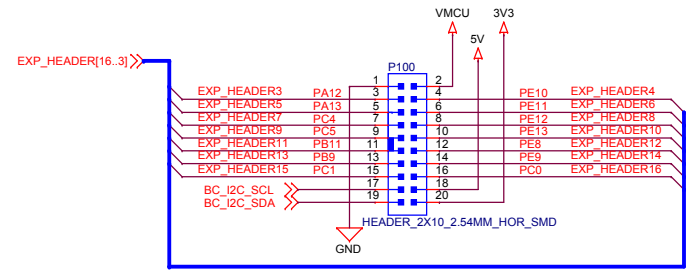 VMCU 3V3
5V
EXP_HEADER[16..3]
P100
1 2
EXP_HEADER3 PA12 3 4 PE10 EXP_HEADER4
EXP_HEADER5 PA13 5 6 PE11 EXP_HEADER6
EXP_HEADER7 PC4 7 8 PE12 EXP_HEADER8
EXP_HEADER9 PC5 9 10 PE13 EXP_HEADER10
EXP_HEADER11 PB11 11 12 PE8 EXP_HEADER12
EXP_HEADER13 PB9 13 14 PE9 EXP_HEADER14
EXP_HEADER15 PC1 15 16 PC0 EXP_HEADER16
BC_I2C_SCL 17 18
BC_I2C_SDA 19 20
HEADER_2X10_2.54MM_HOR_SMD
GND